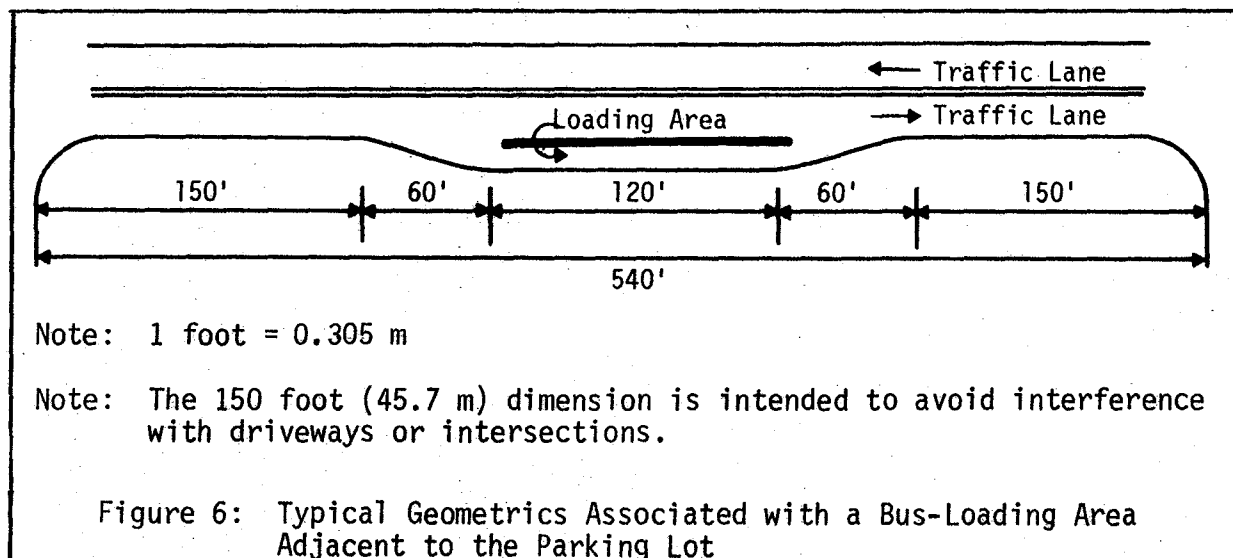 Traffic Lane
Traffic Lane
Loading Area
150' 60' 120' 60' 150'
540'
Note: 1 foot = 0.305 m
Note: The 150 foot (45.7 m) dimension is intended to avoid interference
with driveways or intersections.
Figure 6: Typical Geometrics Associated with a Bus-Loading Area
Adjacent to the Parking Lot